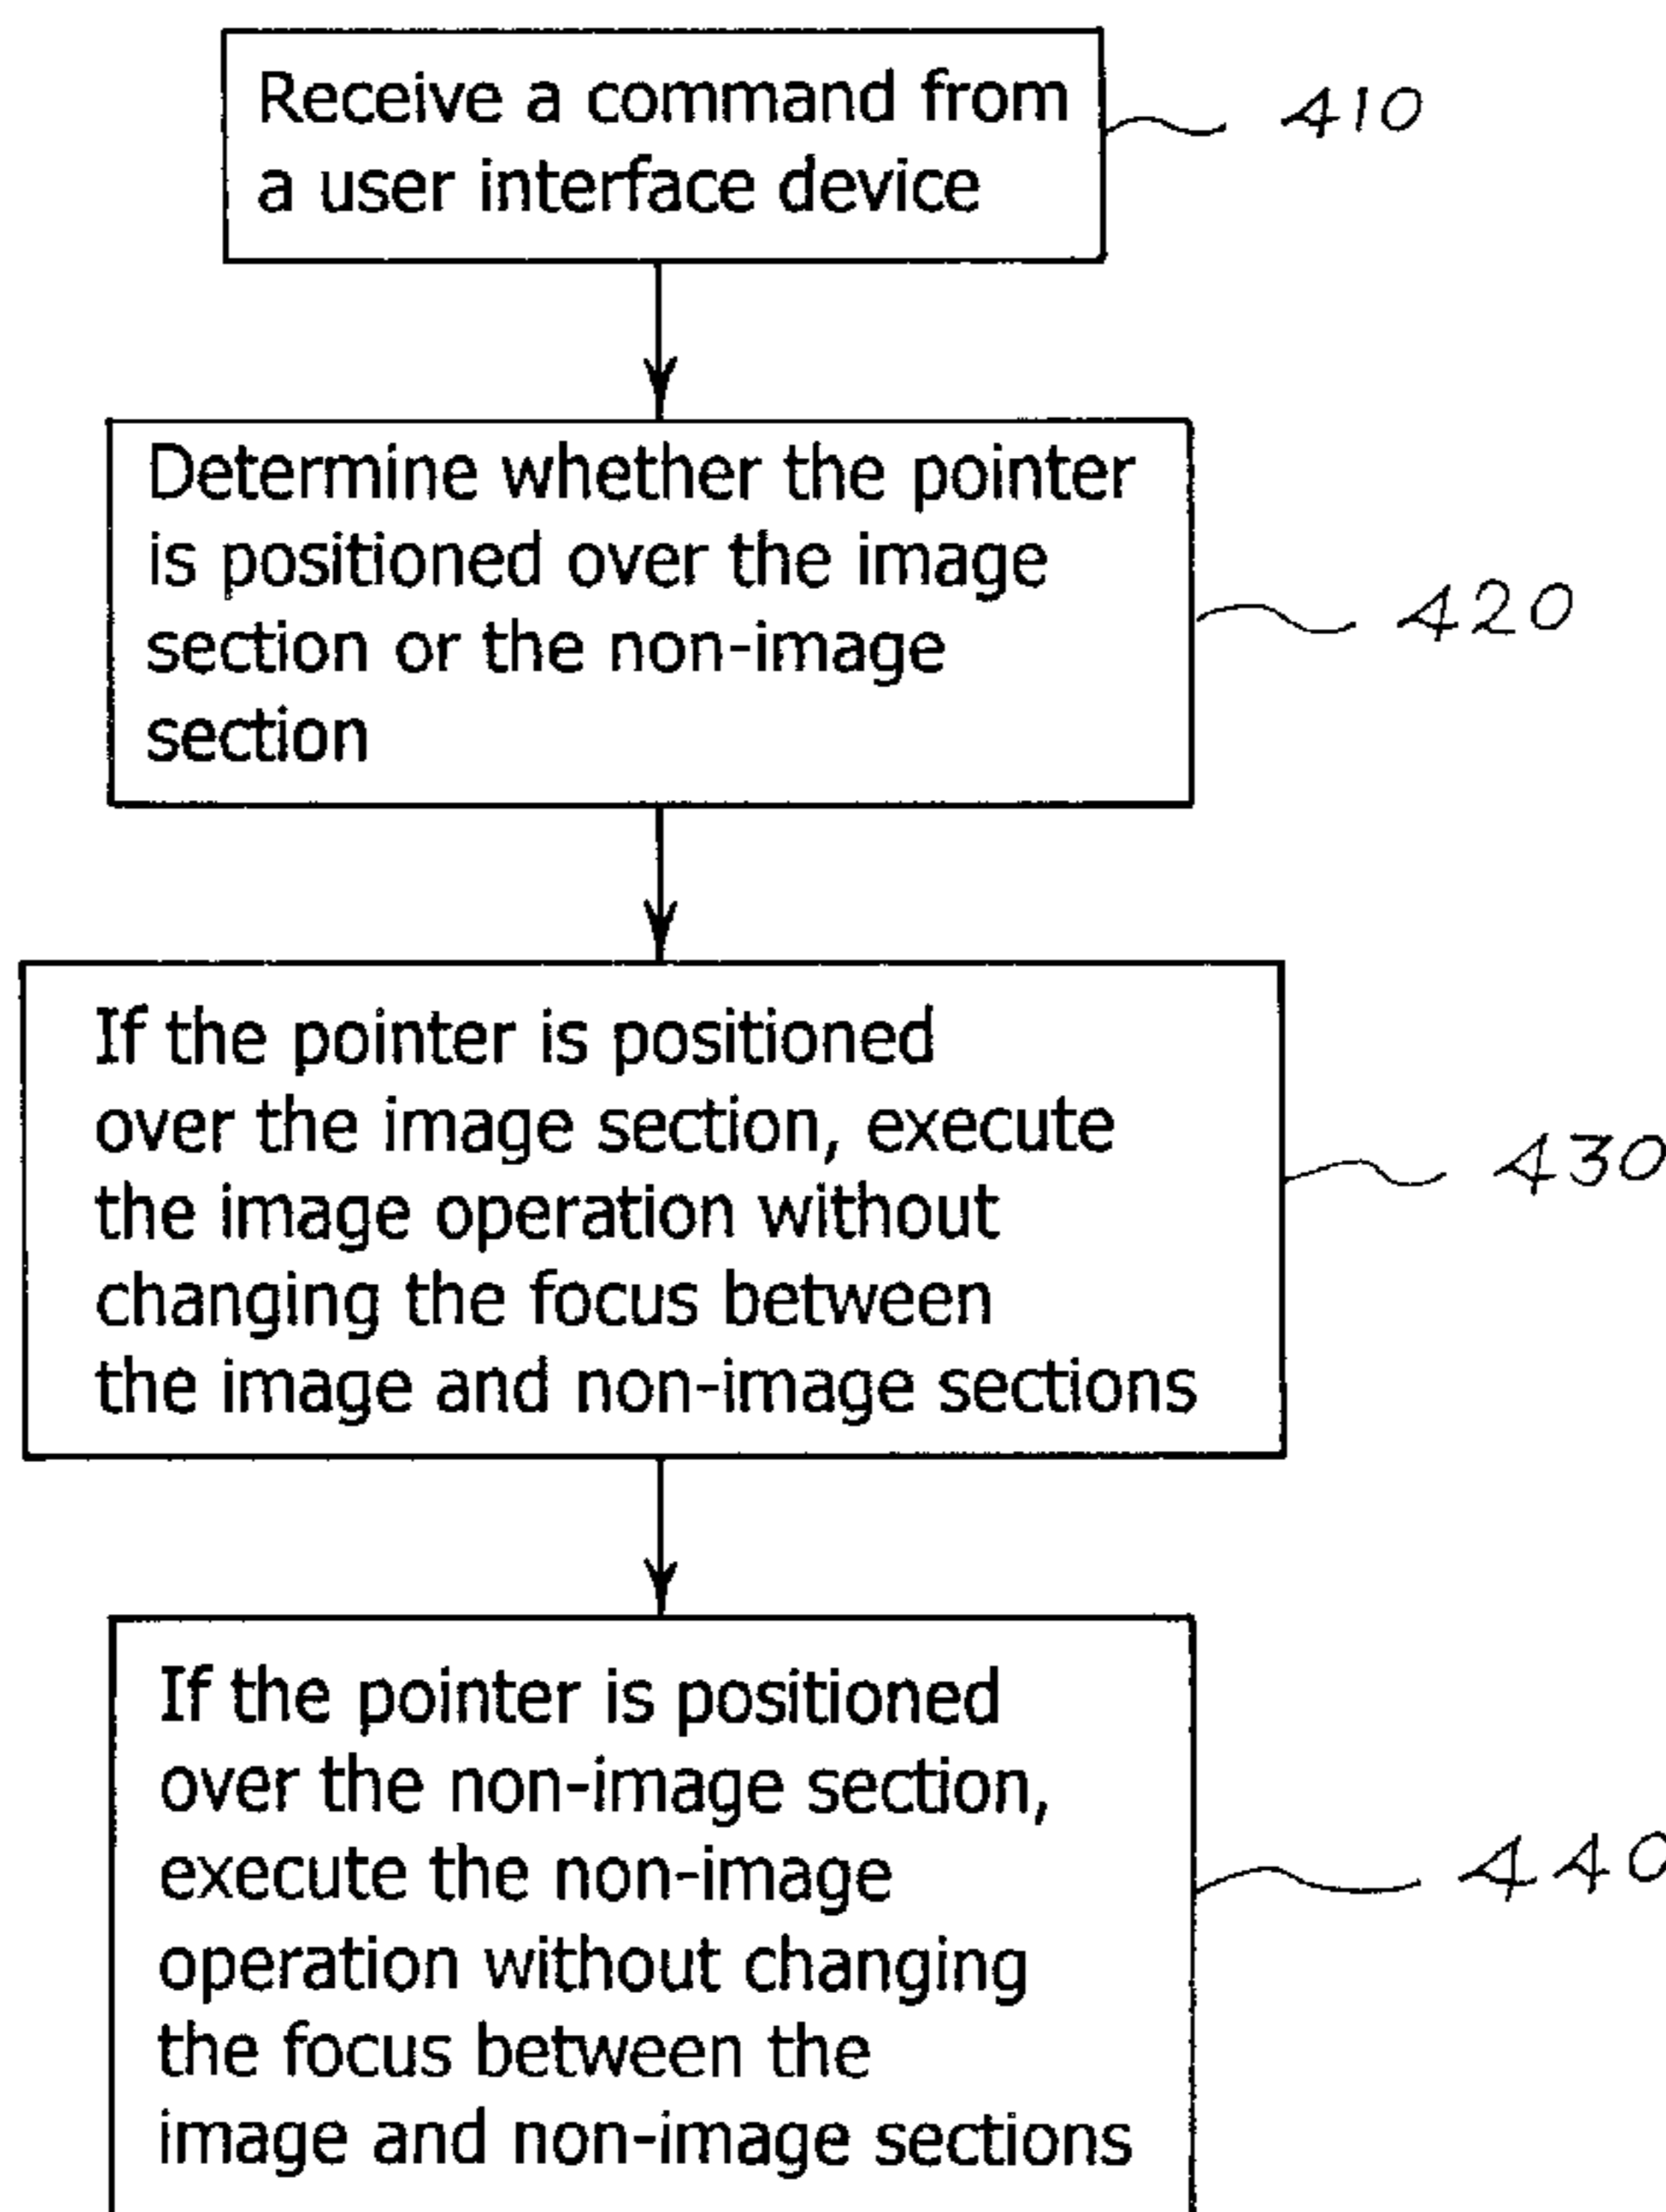 Receive a command from
a user interface device
410
Determine whether the pointer
is positioned over the image
section or the non-image
section
420
If the pointer is positioned
over the image section, execute
the image operation without
changing the focus between
the image and non-image sections
430
If the pointer is positioned
over the non-image section,
execute the non-image
operation without changing
the focus between the
image and non-image sections
440